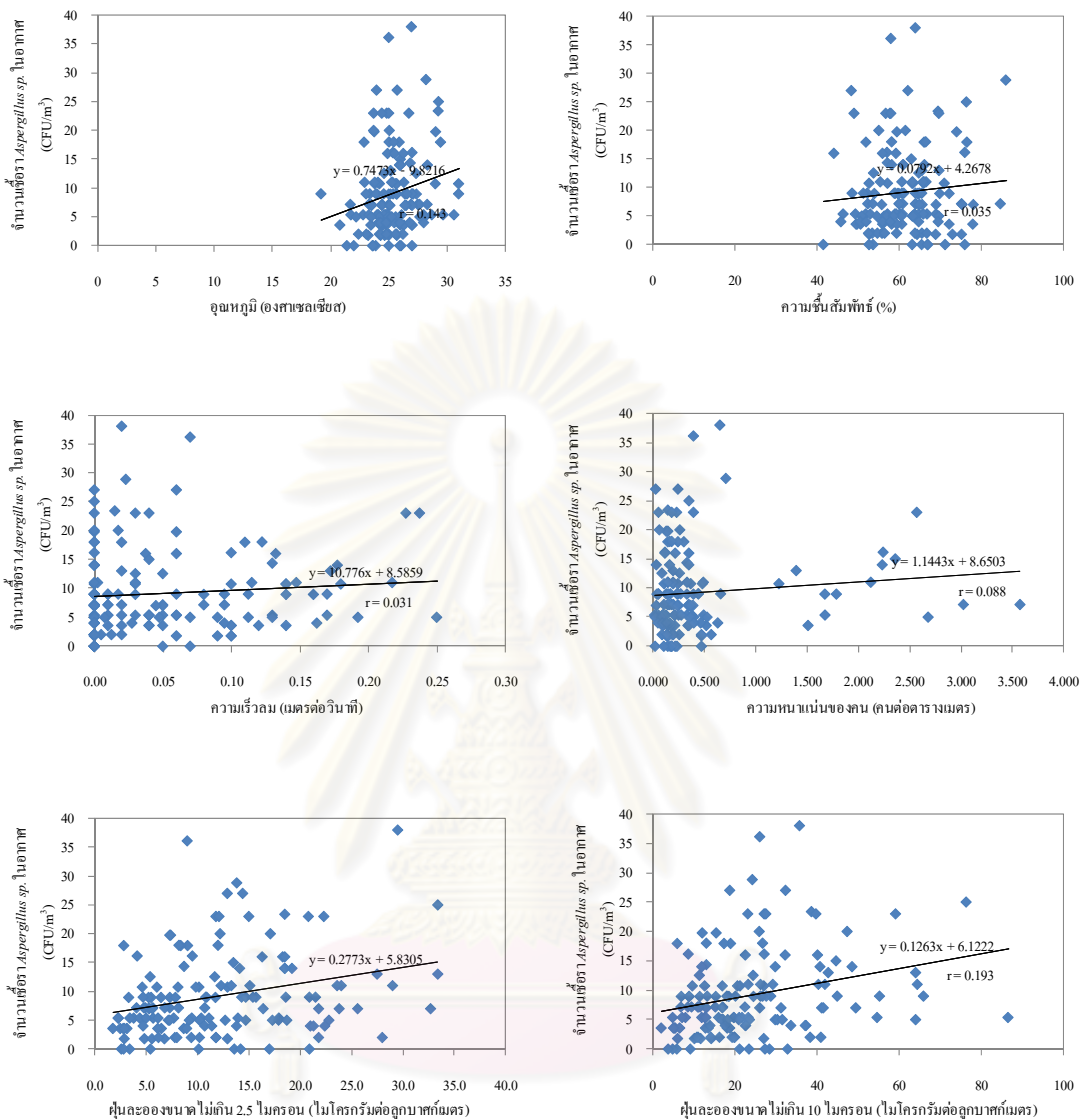 จำนวนเชื้อรา Aspergillus sp. ในอากาศ
(CFU/m³)
40
35
30
25
20
15
10
5
0
y = 0.7473x - 9.8216
r = 0.143
0 5 10 15 20 25 30 35
อุณหภูมิ (องศาเซลเซียส)
จำนวนเชื้อรา Aspergillus sp. ในอากาศ
(CFU/m³)
40
35
30
25
20
15
10
5
0
y = 0.0792x + 4.2678
r = 0.035
0 20 40 60 80 100
ความชื้นสัมพัทธ์ (%)
จำนวนเชื้อรา Aspergillus sp. ในอากาศ
(CFU/m³)
40
35
30
25
20
15
10
5
0
y = 10.776x + 8.5859
r = 0.031
0.00 0.05 0.10 0.15 0.20 0.25 0.30
ความเร็วลม (เมตรต่อวินาที)
จำนวนเชื้อรา Aspergillus sp. ในอากาศ
(CFU/m³)
40
35
30
25
20
15
10
5
0
y = 1.1443x + 8.6503
r = 0.088
0.000 0.500 1.000 1.500 2.000 2.500 3.000 3.500 4.000
ความหนาแน่นของคน (คนต่อตารางเมตร)
จำนวนเชื้อรา Aspergillus sp. ในอากาศ
(CFU/m³)
40
35
30
25
20
15
10
5
0
y = 0.2773x + 5.8305
0.0 5.0 10.0 15.0 20.0 25.0 30.0 35.0 40.0
ฝุ่นละอองขนาดไม่เกิน 2.5 ไมครอน (ไมโครกรัมต่อลูกบาศก์เมตร)
จำนวนเชื้อรา Aspergillus sp. ในอากาศ
(CFU/m³)
40
35
30
25
20
15
10
5
0
y = 0.1263x + 6.1222
r = 0.193
0 20 40 60 80 100
ฝุ่นละอองขนาดไม่เกิน 10 ไมครอน (ไมโครกรัมต่อลูกบาศก์เมตร)